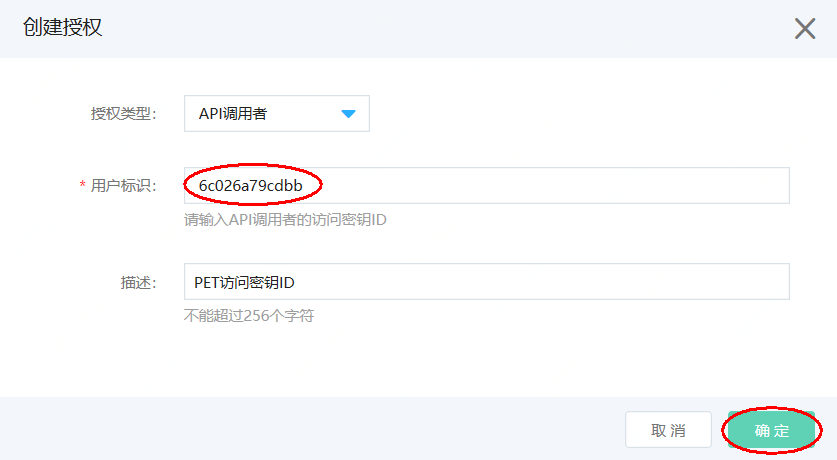 创建授权
授权类型： API调用者
* 用户标识： 6c026a79cdbb
请输入API调用者的访问密钥ID
描述： PET访问密钥ID
不能超过256个字符
取 消 确 定